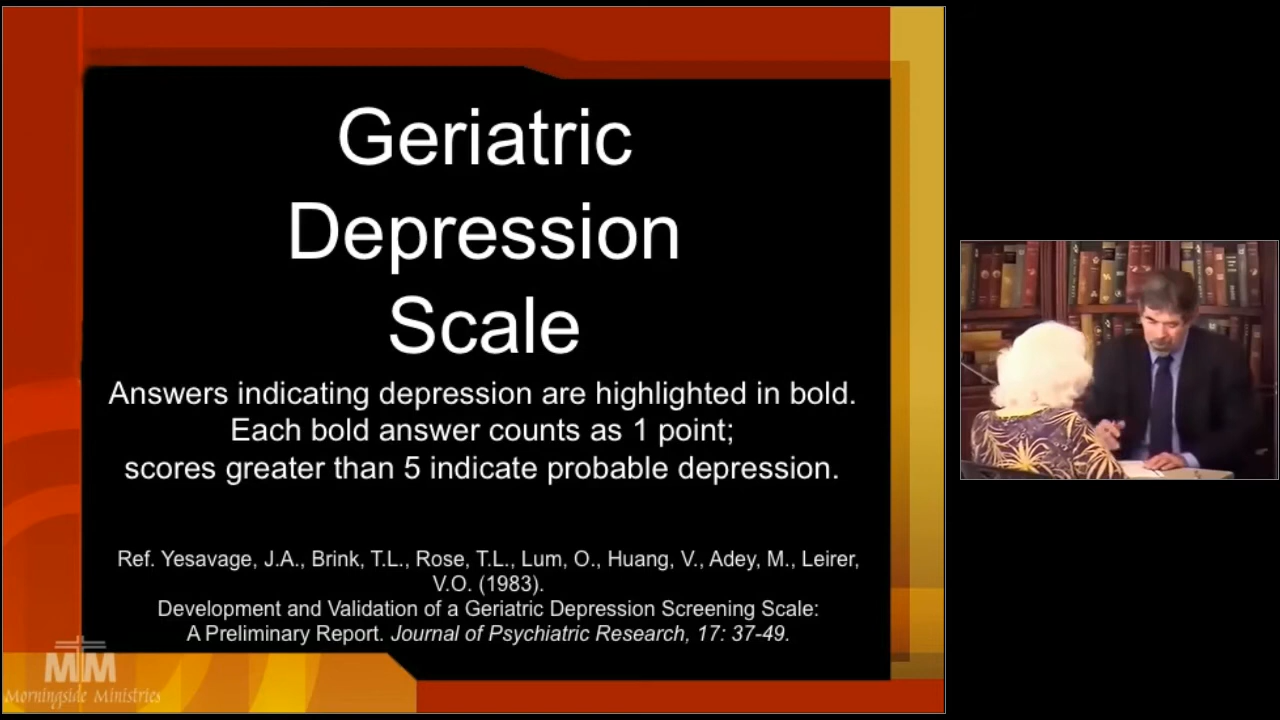 Geriatric
Depression
Scale
Answers indicating depression are highlighted in bold.
Each bold answer counts as 1 point;
scores greater than 5 indicate probable depression.
Ref. Yesavage, J.A., Brink, T.L., Rose, T.L., Lum, O., Huang, V., Adey, M., Leirer,
V.O. (1983).
Development and Validation of a Geriatric Depression Screening Scale:
A Preliminary Report. Journal of Psychiatric Research, 17: 37-49.
MM
Morningside Ministries